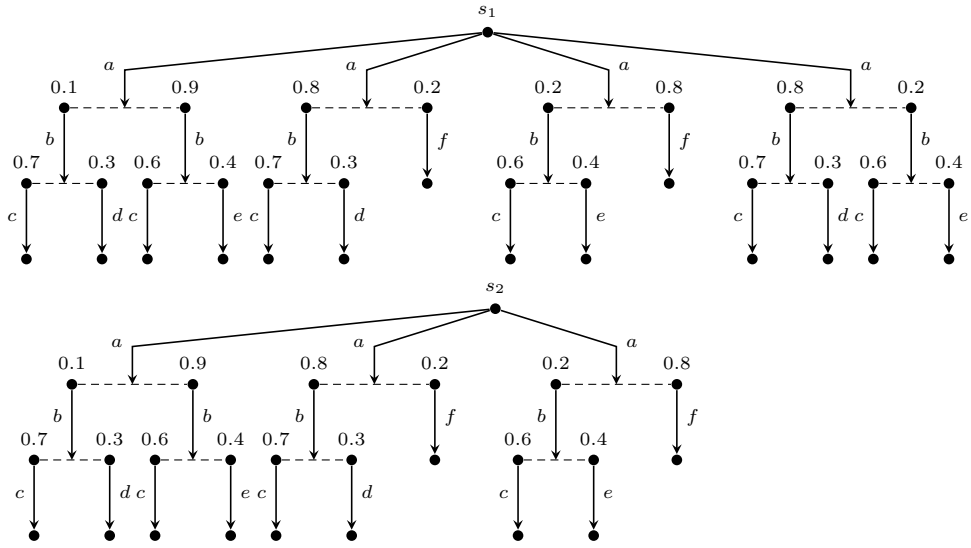 s1
a a a a
0.1 0.9 0.8 0.2 0.2 0.8 0.8 0.2
b b b f b f b b
0.7 0.3 0.6 0.4 0.7 0.3 0.6 0.4 0.7 0.3 0.6 0.4
c d c e c d c e c d c e
s2
a a a
0.1 0.9 0.8 0.2 0.2 0.8
b b b f b f
0.7 0.3 0.6 0.4 0.7 0.3 0.6 0.4
c d c e c d c e